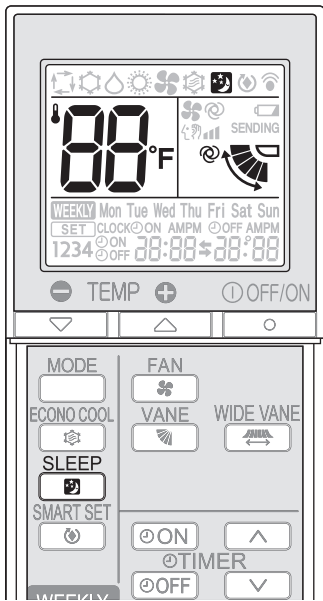 88°F
SENDING
WEEKLY Mon Tue Wed Thu Fri Sat Sun
SET CLOCK ON AMPM OFF AMPM
1234 ON OFF 88:88 88:88
TEMP OFF/ON
MODE FAN
ECONO COOL VANE WIDE VANE
SLEEP
SMART SET
ON
TIMER
OFF
WEEKLY